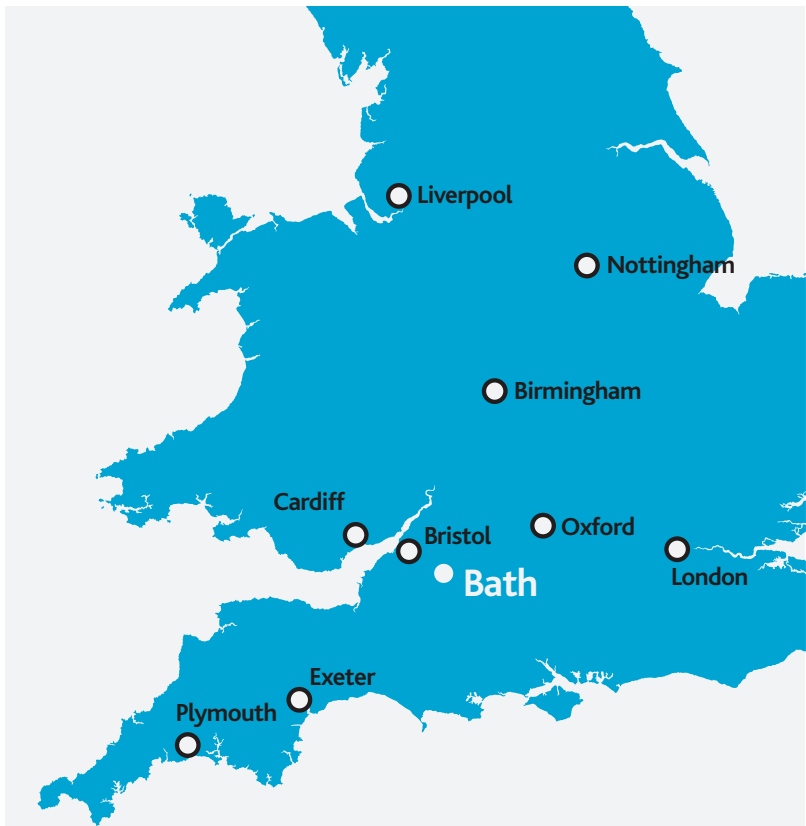 Liverpool
Nottingham
Birmingham
Cardiff
Bristol
Oxford
London
Bath
Exeter
Plymouth